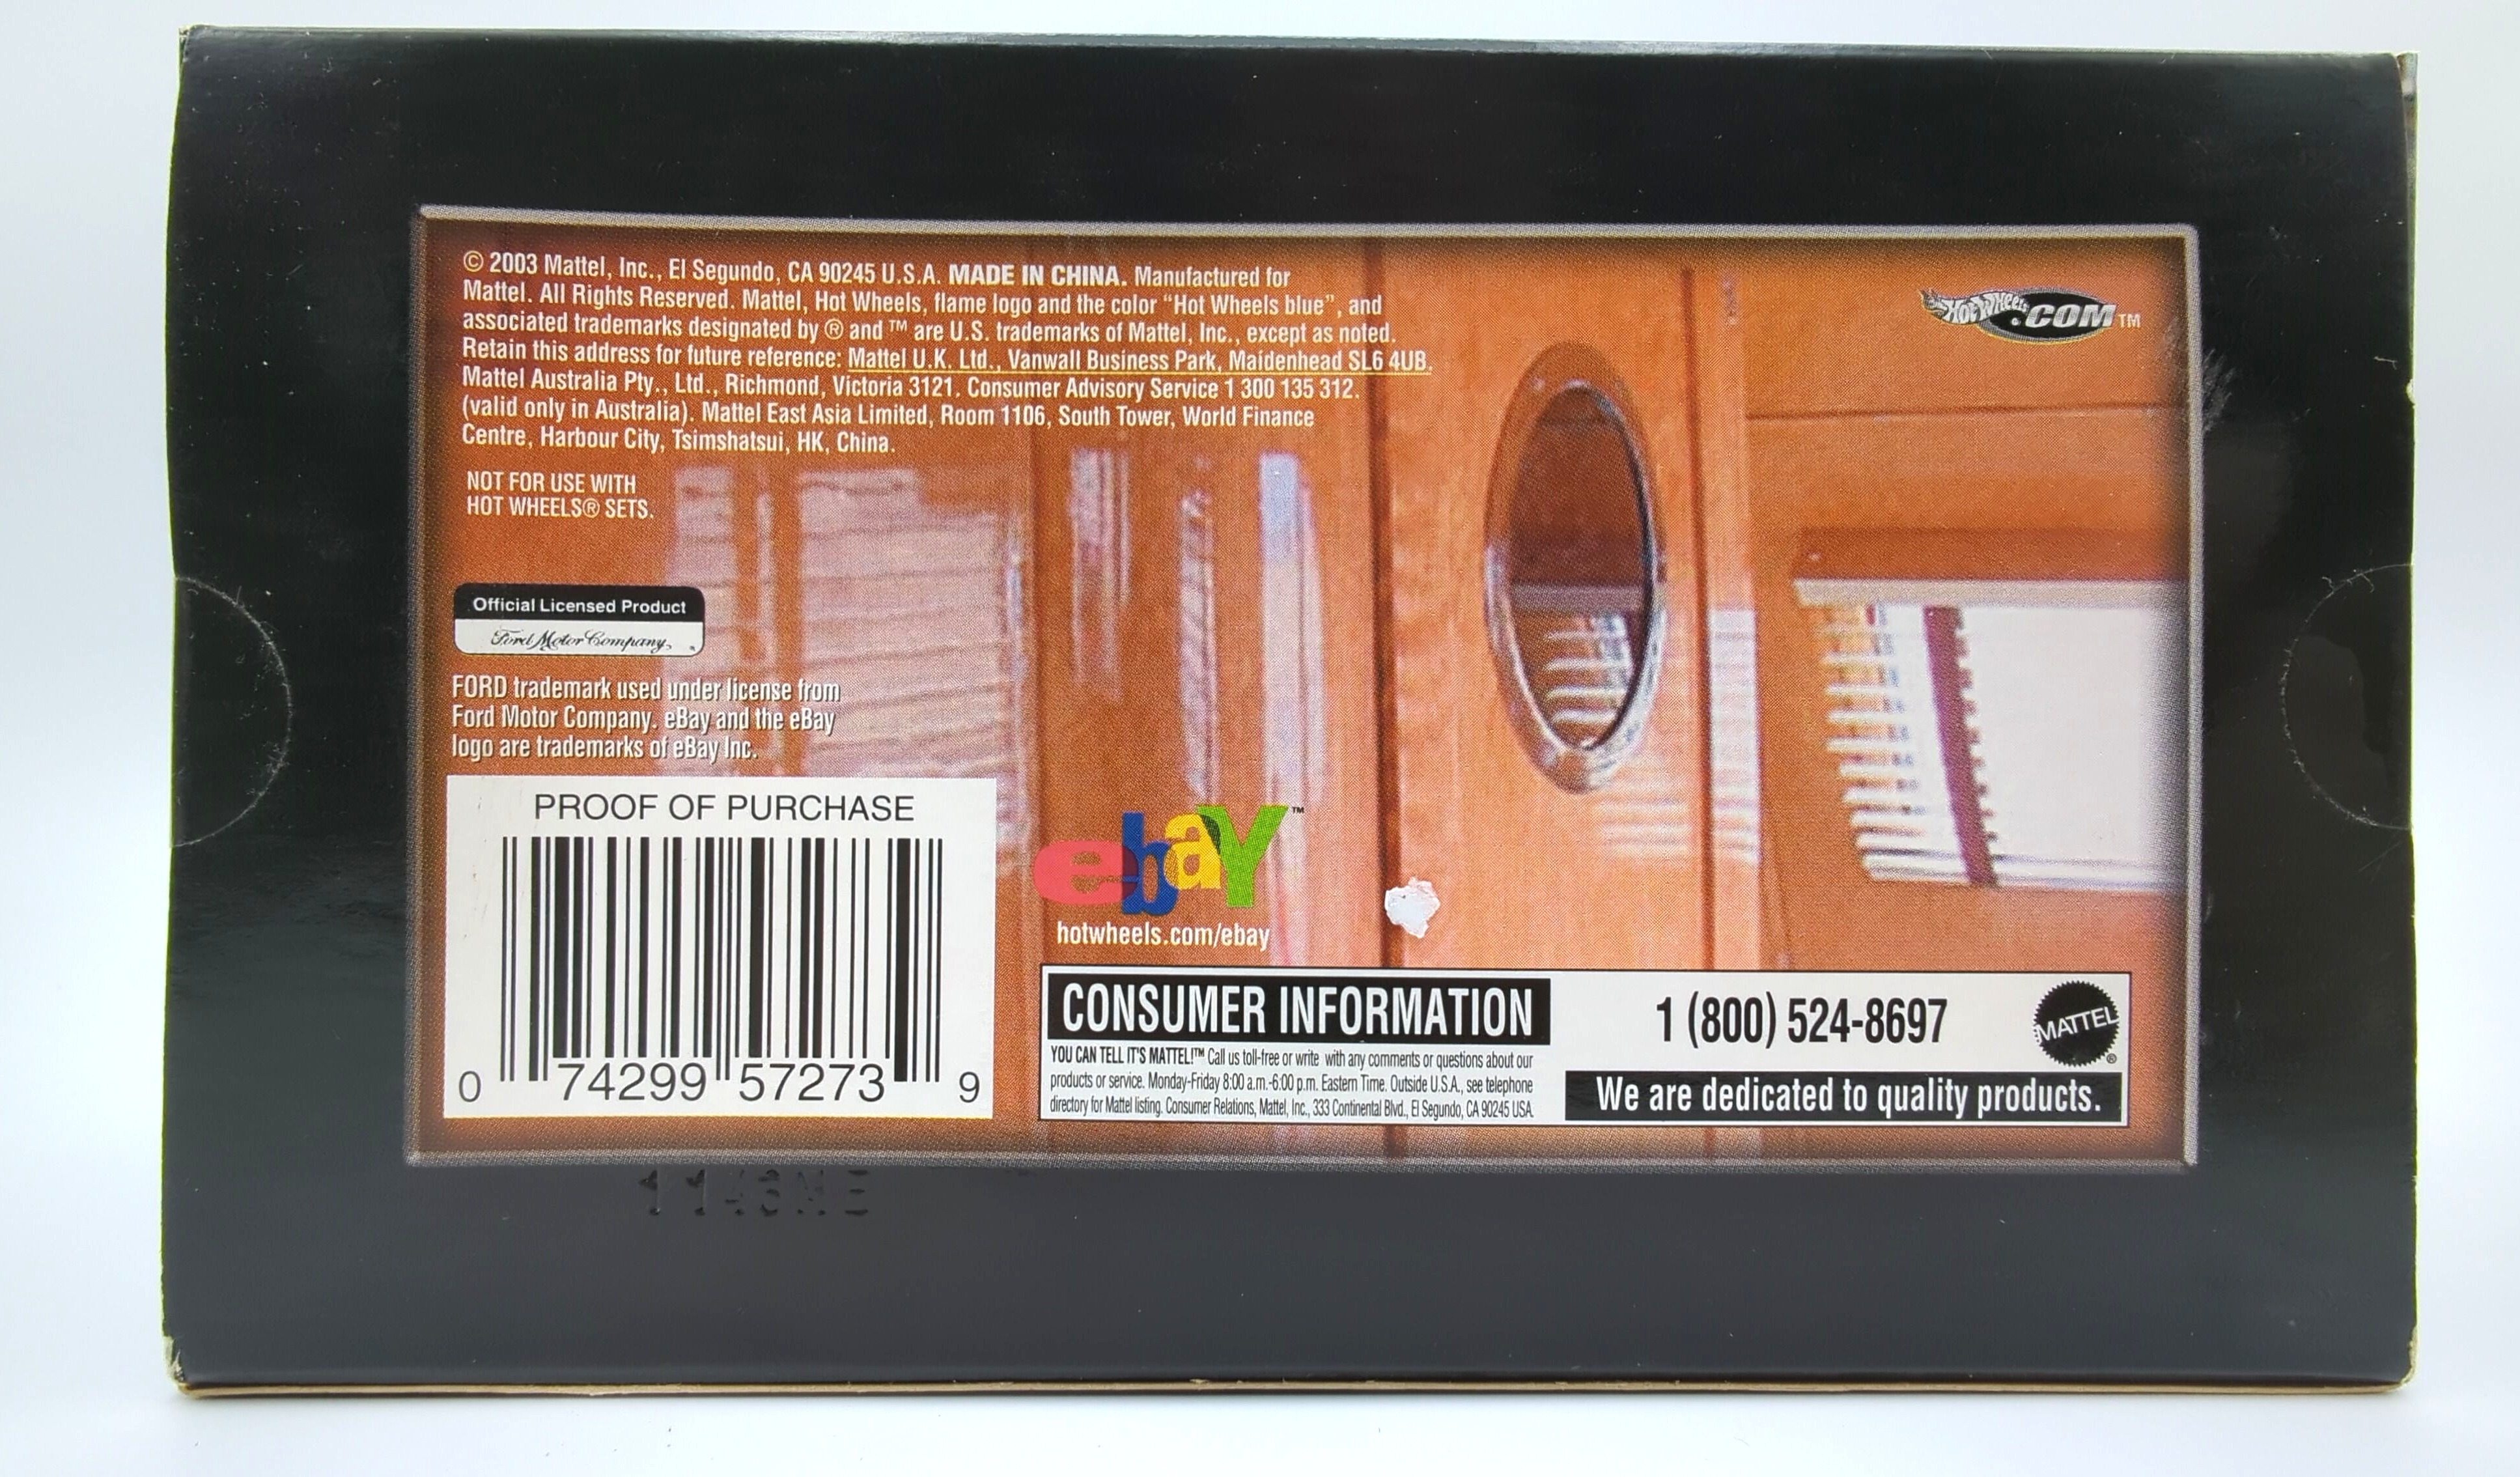 © 2003 Mattel, Inc., El Segundo, CA 90245 U.S.A. MADE IN CHINA. Manufactured for
Mattel. All Rights Reserved. Mattel, Hot Wheels, flame logo and the color “Hot Wheels blue”, and
associated trademarks designated by ® and ™ are U.S. trademarks of Mattel, Inc., except as noted.
Retain this address for future reference: Mattel U.K. Ltd., Vanwall Business Park, Maidenhead SL6 4UB.
Mattel Australia Pty., Ltd., Richmond, Victoria 3121. Consumer Advisory Service 1 300 135 312.
(valid only in Australia). Mattel East Asia Limited, Room 1106, South Tower, World Finance
Centre, Harbour City, Tsimshatsui, HK, China.
Hot Wheels.COM™
NOT FOR USE WITH
HOT WHEELS® SETS.
Official Licensed Product
Ford Motor Company.
FORD trademark used under license from
Ford Motor Company. eBay and the eBay
logo are trademarks of eBay Inc.
PROOF OF PURCHASE
0 74299 57273 9
ebaY™
hotwheels.com/ebay
CONSUMER INFORMATION
YOU CAN TELL IT'S MATTEL!™ Call us toll-free or write with any comments or questions about our
products or service. Monday-Friday 8:00 a.m.-6:00 p.m. Eastern Time. Outside U.S.A., see telephone
directory for Mattel listing. Consumer Relations, Mattel, Inc., 333 Continental Blvd., El Segundo, CA 90245 USA.
1 (800) 524-8697
MATTEL®
We are dedicated to quality products.